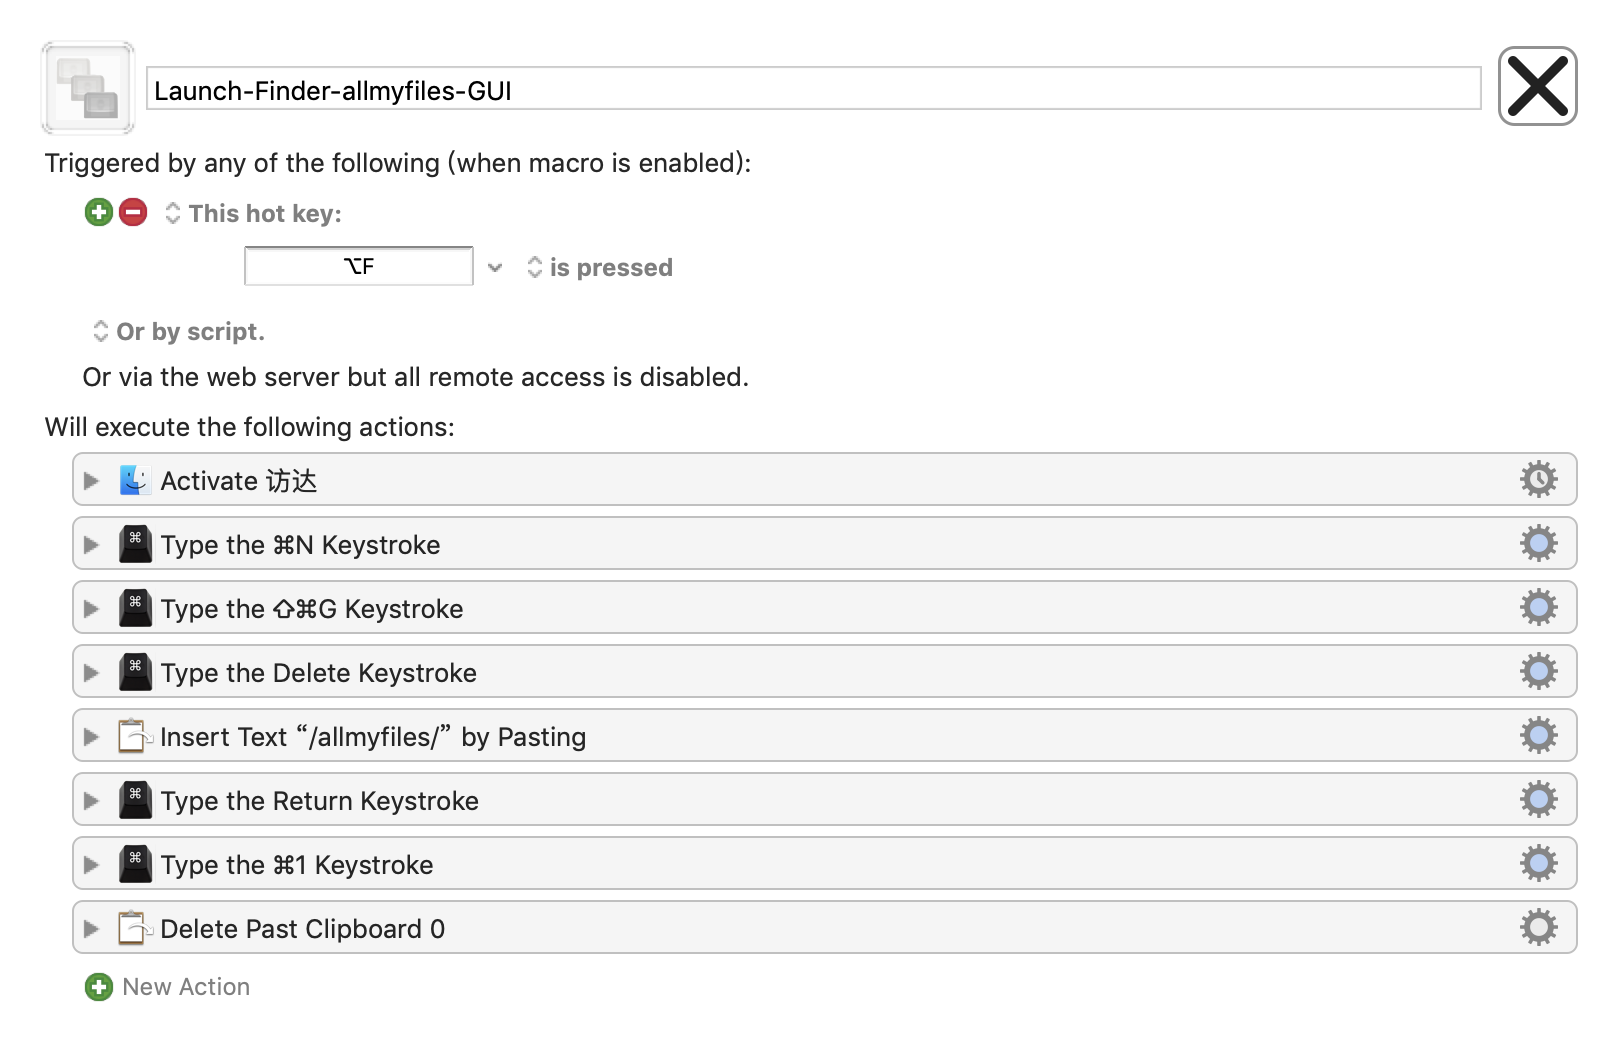 Launch-Finder-allmyfiles-GUI
Triggered by any of the following (when macro is enabled):
This hot key:
⌥F is pressed
Or by script.
Or via the web server but all remote access is disabled.
Will execute the following actions:
Activate 访达
⌘ Type the ⌘N Keystroke
⌘ Type the ⇧⌘G Keystroke
⌘ Type the Delete Keystroke
Insert Text “/allmyfiles/” by Pasting
⌘ Type the Return Keystroke
⌘ Type the ⌘1 Keystroke
Delete Past Clipboard 0
New Action